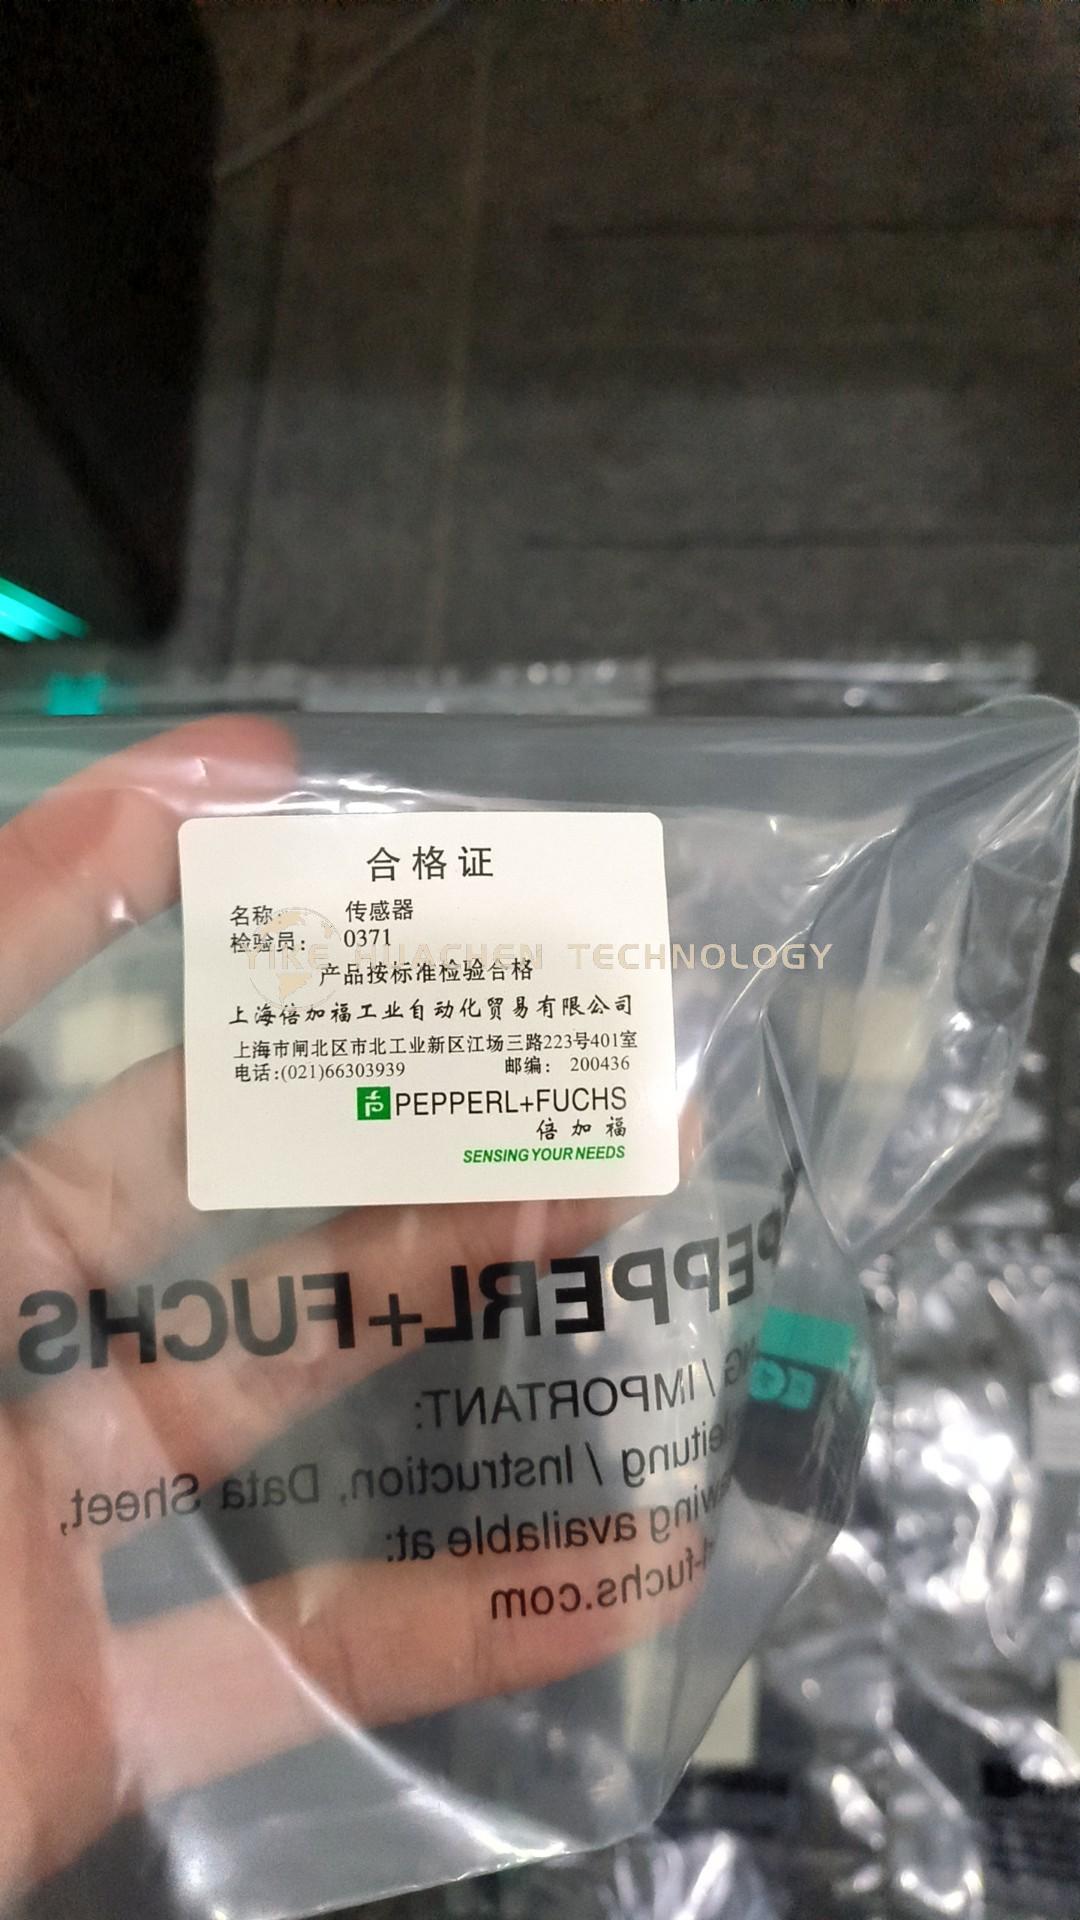 合格证
名称: 传感器
检验员: 0371
产品按标准检验合格
上海倍加福工业自动化贸易有限公司
上海市闸北区市北工业新区江场三路223号401室
电话:(021)66303939 邮编: 200436
PEPPERL+FUCHS
倍加福
SENSING YOUR NEEDS
YIKE HUACHEN TECHNOLOGY
PEPPERL+FUCHS
/ IMPORTANT:
/ Instruction, Data Sheet,
available at: